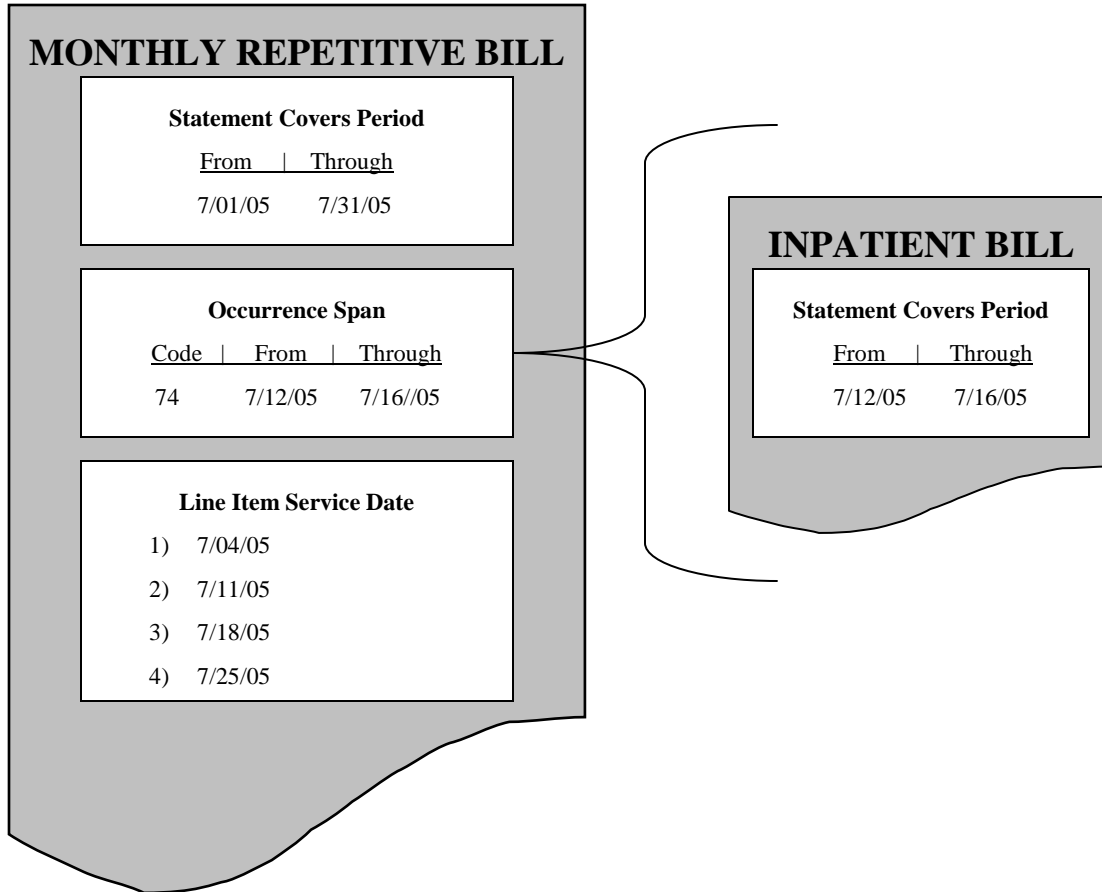 MONTHLY REPETITIVE BILL
Statement Covers Period
From | Through
7/01/05 7/31/05
Occurrence Span
Code | From | Through
74 7/12/05 7/16//05
Line Item Service Date
1) 7/04/05
2) 7/11/05
3) 7/18/05
4) 7/25/05
INPATIENT BILL
Statement Covers Period
From | Through
7/12/05 7/16/05